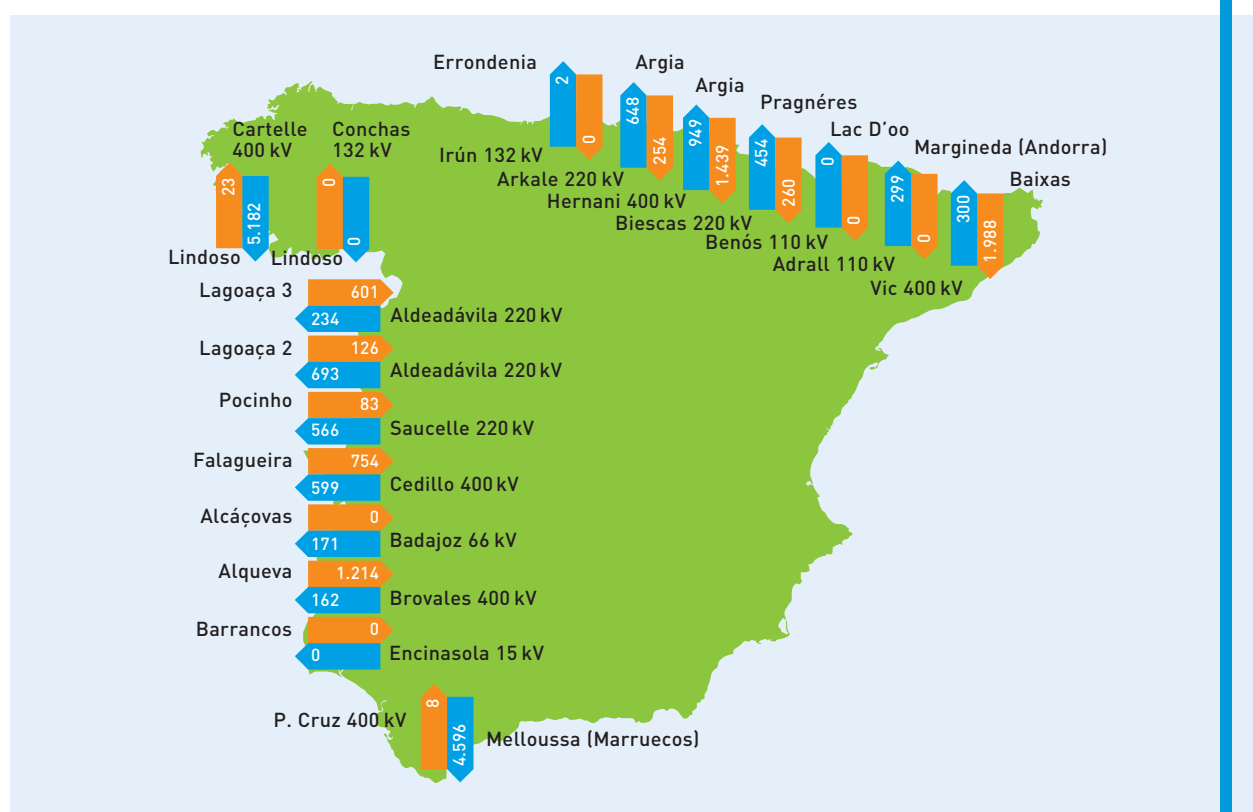 Errondenia
2
0
Irún 132 kV
Argia
648
254
Arkale 220 kV
Argia
949
1.439
Hernani 400 kV
Pragnéres
454
260
Biescas 220 kV
Lac D’oo
0
0
Benós 110 kV
Margineda (Andorra)
299
0
Adrall 110 kV
Baixas
300
1.988
Vic 400 kV
Cartelle
400 kV
23
5.182
Lindoso
Conchas
132 kV
0
0
Lindoso
Lagoaça 3
601
234
Aldeadávila 220 kV
Lagoaça 2
126
693
Aldeadávila 220 kV
Pocinho
83
566
Saucelle 220 kV
Falagueira
754
599
Cedillo 400 kV
Alcáçovas
0
171
Badajoz 66 kV
Alqueva
1.214
162
Brovales 400 kV
Barrancos
0
0
Encinasola 15 kV
P. Cruz 400 kV
8
4.596
Melloussa (Marruecos)